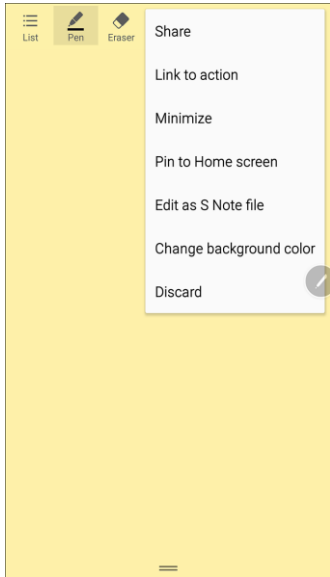 List Pen Eraser
Share
Link to action
Minimize
Pin to Home screen
Edit as S Note file
Change background color
Discard